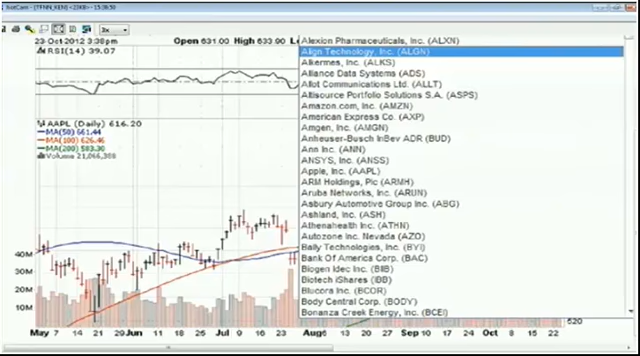 23-Oct-2012 3:38pm
Open 631.00 High 633.90
RSI(14) 39.07
AAPL (Daily) 616.20
MA(50) 661.44
MA(100) 626.46
MA(200) 583.30
Volume 21,066,388
Alexion Pharmaceuticals, Inc. (ALXN)
Align Technology, Inc. (ALGN)
Alkermes, Inc. (ALKS)
Alliance Data Systems (ADS)
Allot Communications Ltd. (ALLT)
Altisource Portfolio Solutions S.A. (ASPS)
Amazon.com, Inc. (AMZN)
American Express Co. (AXP)
Amgen, Inc. (AMGN)
Anheuser-Busch InBev ADR (BUD)
Ann Inc. (ANN)
ANSYS, Inc. (ANSS)
Apple, Inc. (AAPL)
ARM Holdings, Plc (ARMH)
Aruba Networks, Inc. (ARUN)
Asbury Automotive Group Inc. (ABG)
Ashland, Inc. (ASH)
Athenahealth Inc. (ATHN)
Autozone Inc. Nevada (AZO)
Bally Technologies, Inc. (BYI)
Bank Of America Corp. (BAC)
Biogen Idec Inc. (BIIB)
Biotech iShares (IBB)
Blucora Inc. (BCOR)
Body Central Corp. (BODY)
Bonanza Creek Energy, Inc. (BCEI)
40M
30M
20M
10M
520
May 7 14 21 29 Jun 11 18 25 Jul 9 16 23 Aug 6 13 20 27 Sep 10 17 24 Oct 8 15 22